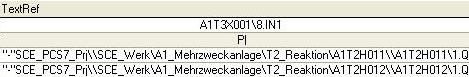 TextRef
A1T3X001\8.IN1
PI
"-"SCE_PCS7_Prj\\SCE_Werk\A1_Mehrzweckanlage\T2_Reaktion\A1T2H011\\A1T2H011\1.Q
"-"SCE_PCS7_Prj\\SCE_Werk\A1_Mehrzweckanlage\T2_Reaktion\A1T2H012\\A1T2H012\1.Q